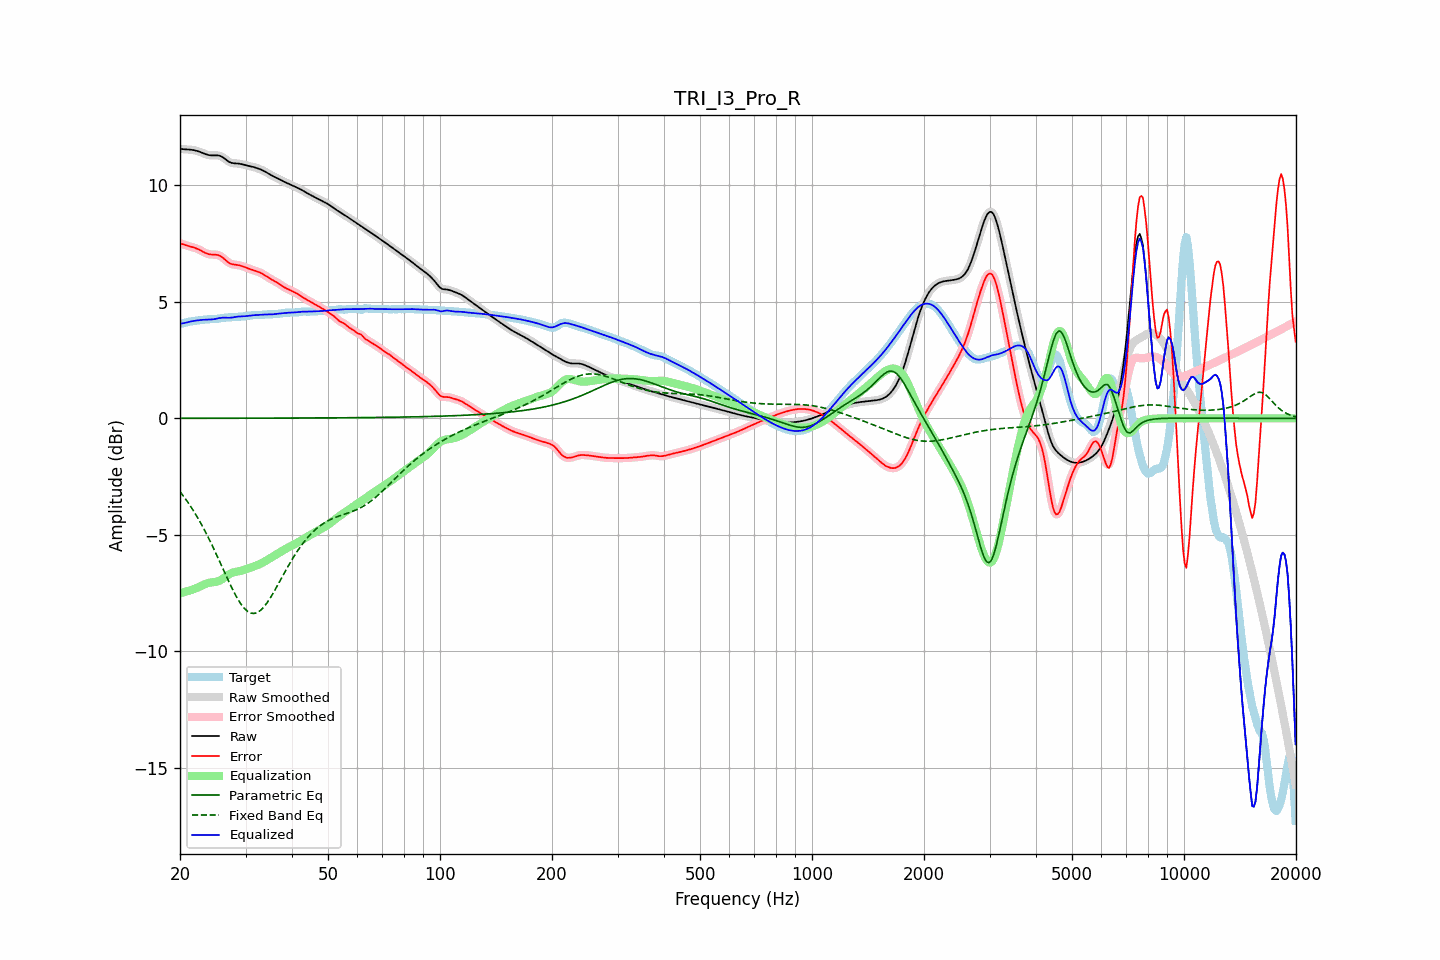 TRI_I3_Pro_R
Amplitude (dBr)
10
5
0
−5
−10
−15
Target
Raw Smoothed
Error Smoothed
Raw
Error
Equalization
Parametric Eq
Fixed Band Eq
Equalized
20 50 100 200 500 1000 2000 5000 10000 20000
Frequency (Hz)